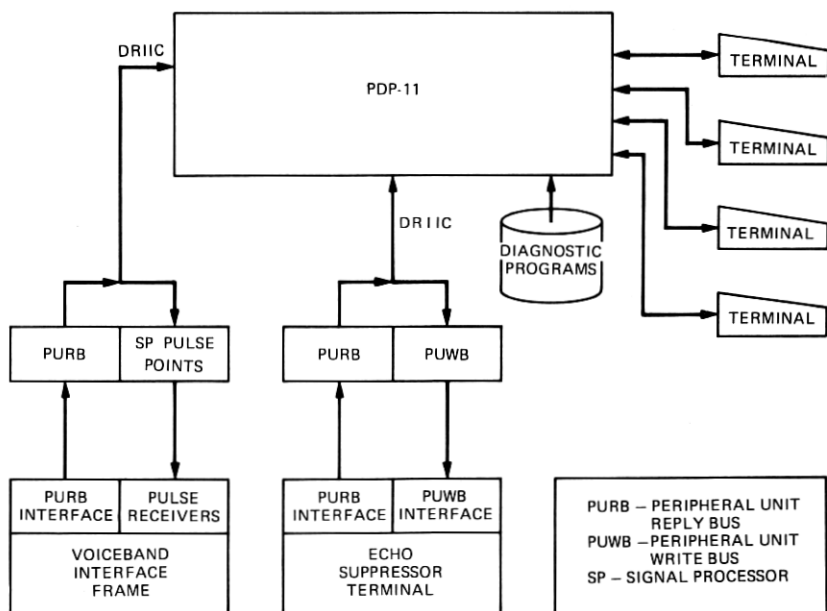 DRIIC
PDP-11
TERMINAL
TERMINAL
TERMINAL
TERMINAL
DRIIC
DIAGNOSTIC
PROGRAMS
PURB
SP PULSE
POINTS
PURB
PUWB
PURB
INTERFACE
PULSE
RECEIVERS
VOICEBAND
INTERFACE
FRAME
PURB
INTERFACE
PUWB
INTERFACE
ECHO
SUPPRESSOR
TERMINAL
PURB – PERIPHERAL UNIT
REPLY BUS
PUWB – PERIPHERAL UNIT
WRITE BUS
SP – SIGNAL PROCESSOR